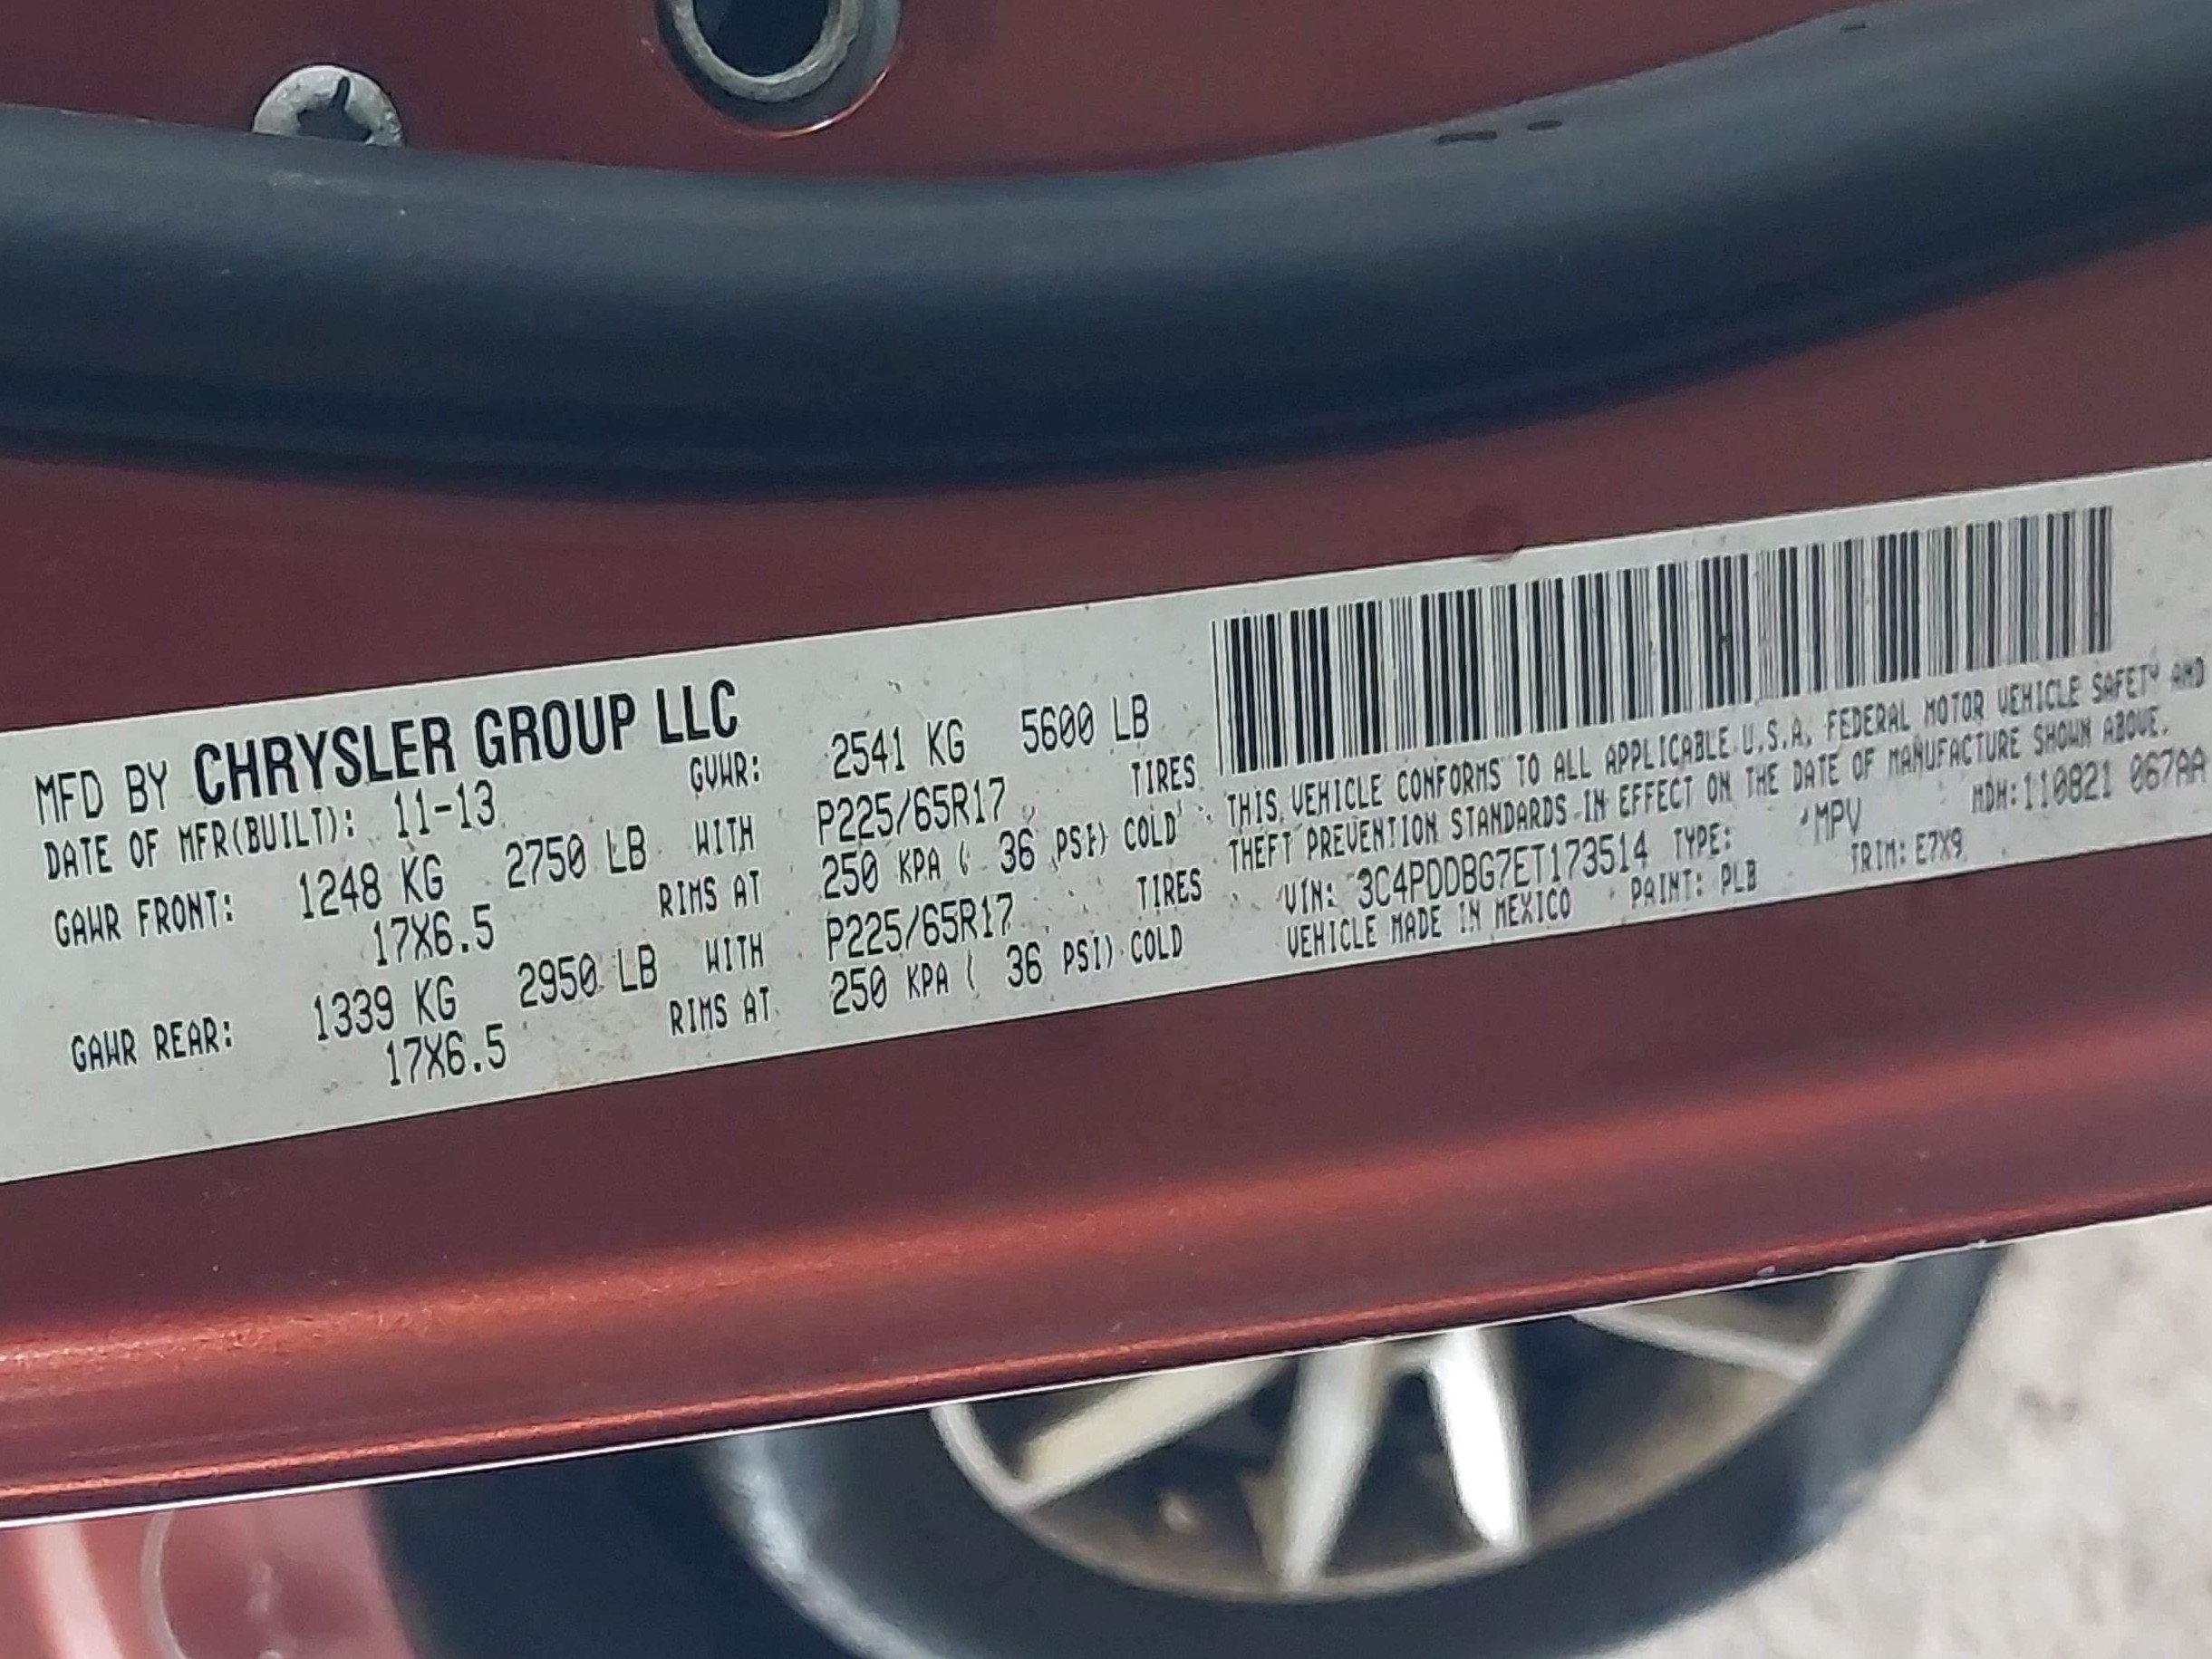 MFD BY CHRYSLER GROUP LLC
DATE OF MFR(BUILT): 11-13 GVWR: 2541 KG 5600 LB
GAWR FRONT: 1248 KG 2750 LB WITH P225/65R17 TIRES
17X6.5 RIMS AT 250 KPA ( 36 PSI) COLD
GAWR REAR: 1339 KG 2950 LB WITH P225/65R17 TIRES
17X6.5 RIMS AT 250 KPA ( 36 PSI) COLD
THIS VEHICLE CONFORMS TO ALL APPLICABLE U.S.A. FEDERAL MOTOR VEHICLE SAFETY AND
THEFT PREVENTION STANDARDS IN EFFECT ON THE DATE OF MANUFACTURE SHOWN ABOVE.
MDH:110821 067AA
VIN: 3C4PDDBG7ET173514 TYPE: MPV
VEHICLE MADE IN MEXICO PAINT: PLB TRIM: E7X9